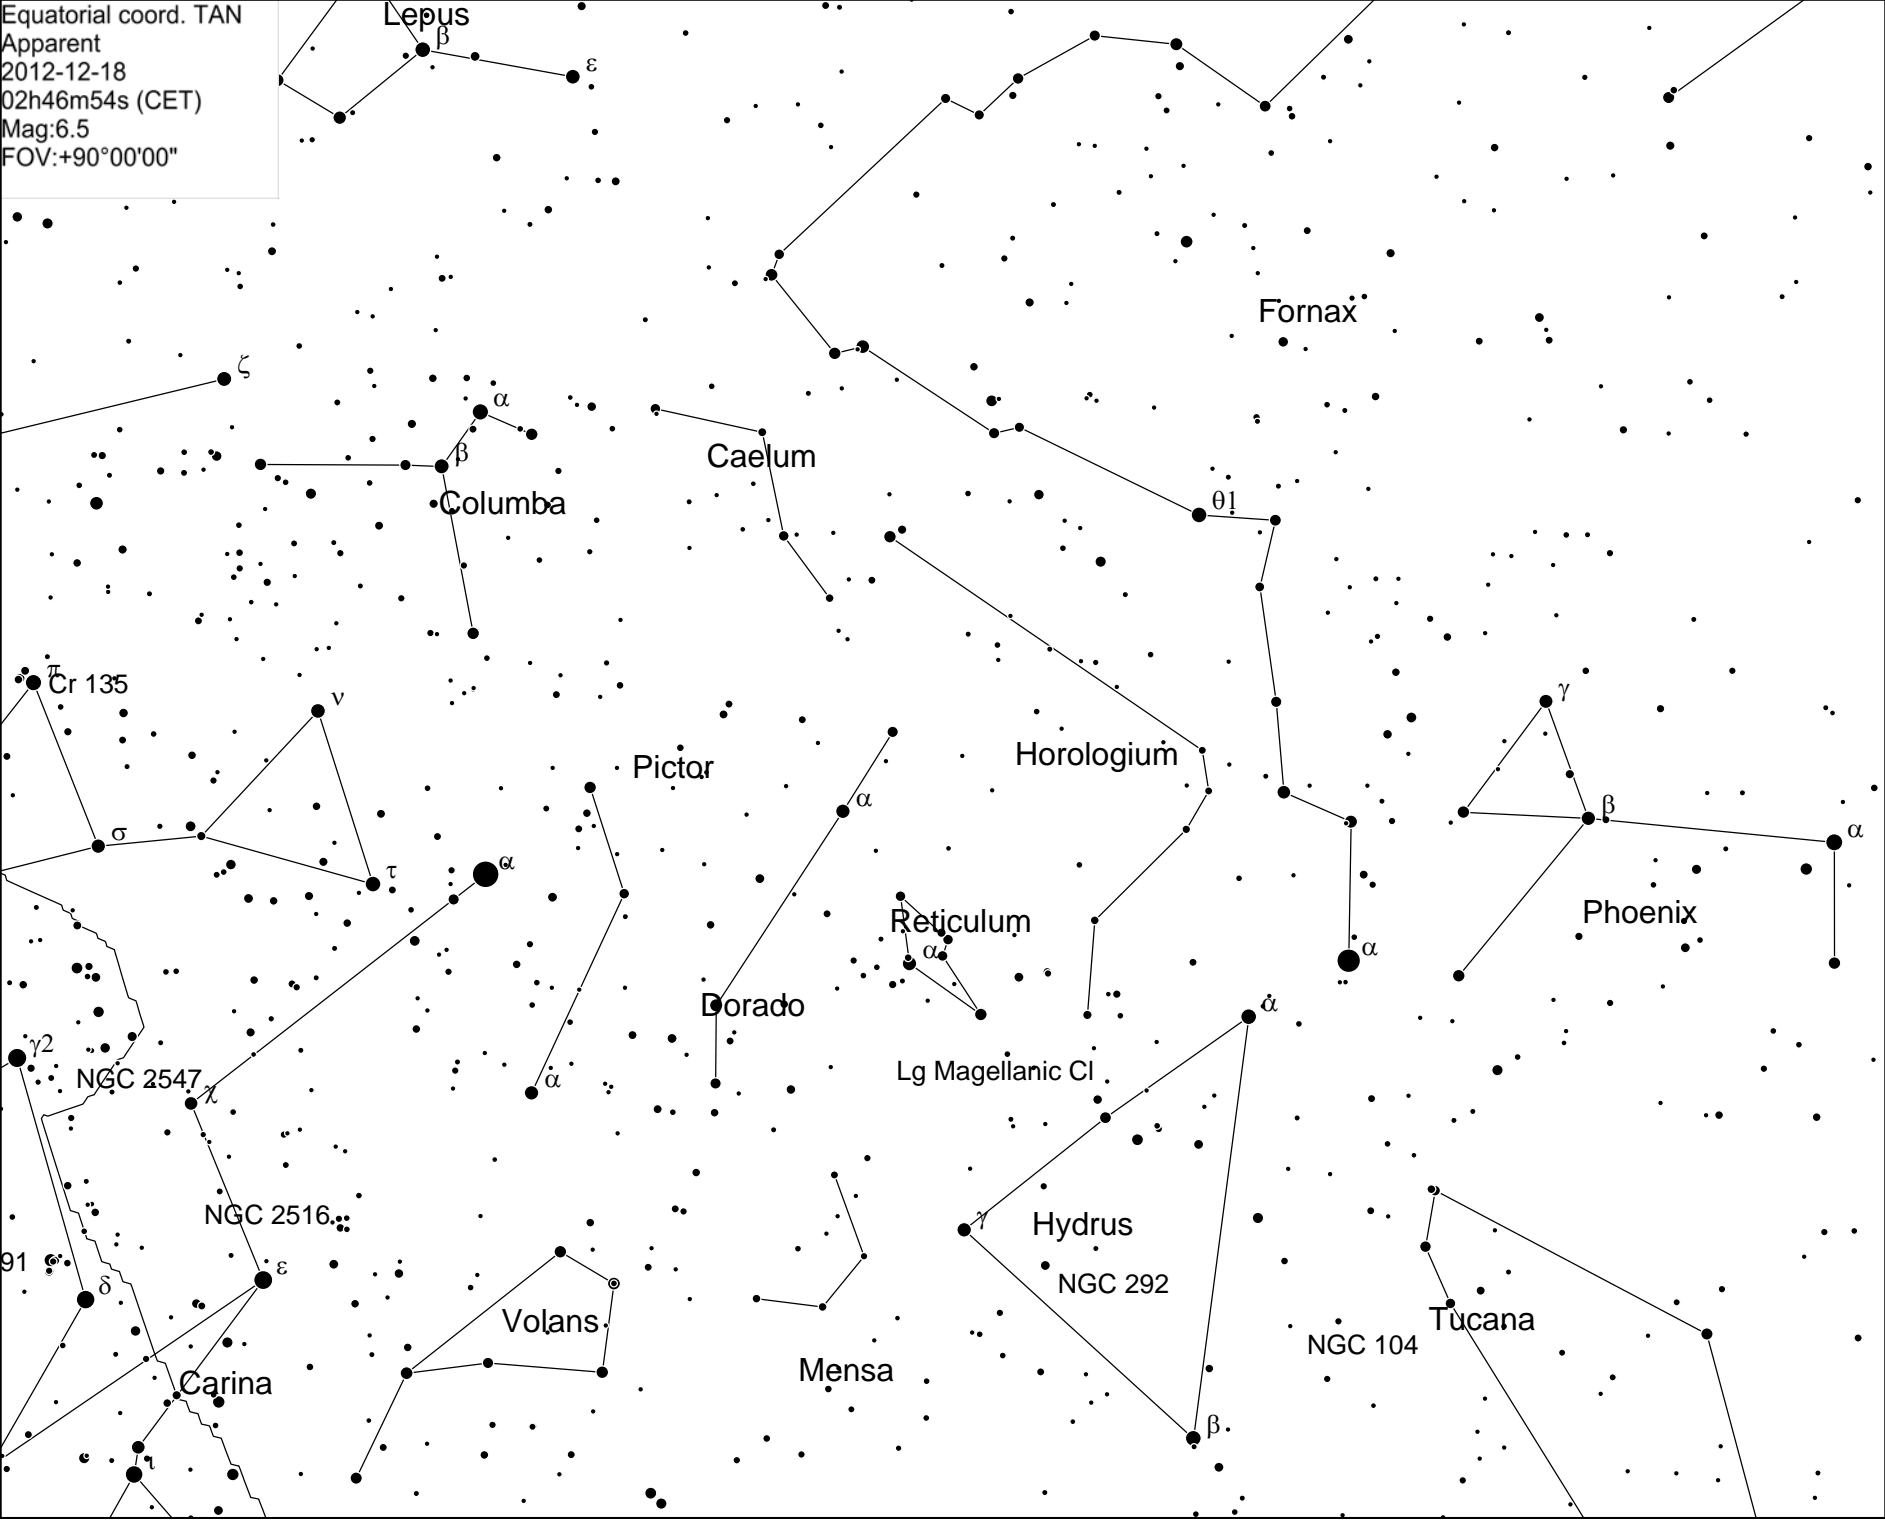 Equatorial coord. TAN
Apparent
2012-12-18
02h46m54s (CET)
Mag:6.5
FOV:+90°00'00"
Lepus
β
ε
Fornax
ζ
α
β
Columba
Caelum
θ1
π
Cr 135
ν
γ
Pictor
Horologium
α
β
σ
α
τ
α
Reticulum
Phoenix
α
α
Dorado
α
γ2
NGC 2547
χ
α
Lg Magellanic Cl
NGC 2516
γ
Hydrus
91
ε
NGC 292
δ
Volans
Tucana
NGC 104
Carina
Mensa
β
ι